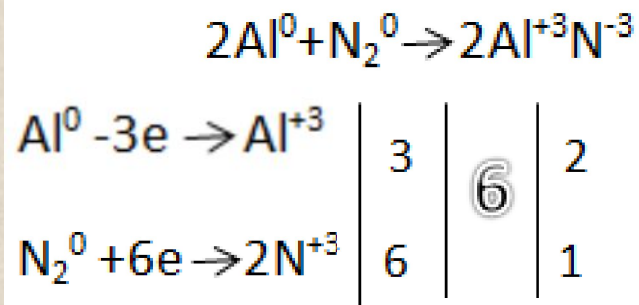 2Al⁰+N₂⁰→2Al⁺³N⁻³
Al⁰ -3e →Al⁺³ | 3 | 6 | 2
N₂⁰ +6e→2N⁺³ | 6 | | 1